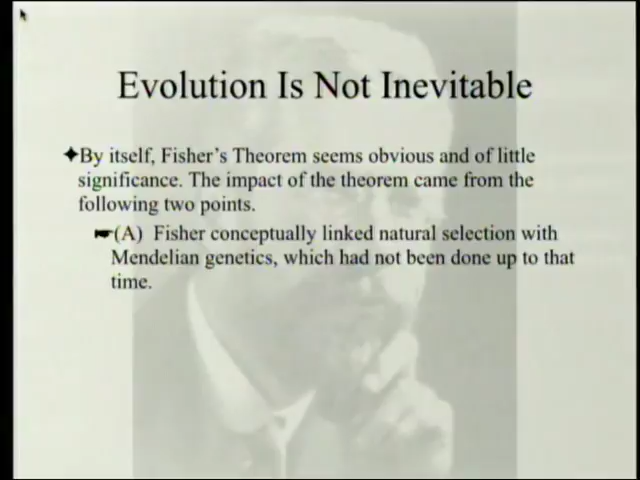 Evolution Is Not Inevitable
By itself, Fisher's Theorem seems obvious and of little
significance. The impact of the theorem came from the
following two points.
(A) Fisher conceptually linked natural selection with
Mendelian genetics, which had not been done up to that
time.